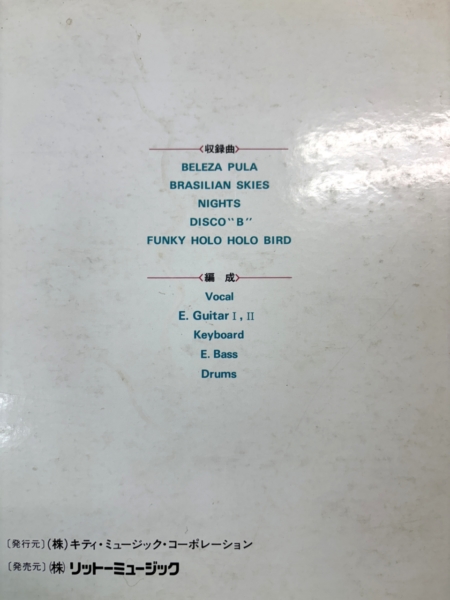 〈収録曲〉
BELEZA PULA
BRASILIAN SKIES
NIGHTS
DISCO"B"
FUNKY HOLO HOLO BIRD
〈編成〉
Vocal
E. Guitar I, II
Keyboard
E. Bass
Drums
〔発行元〕(株)キティ・ミュージック・コーポレーション
〔発売元〕(株)リットーミュージック